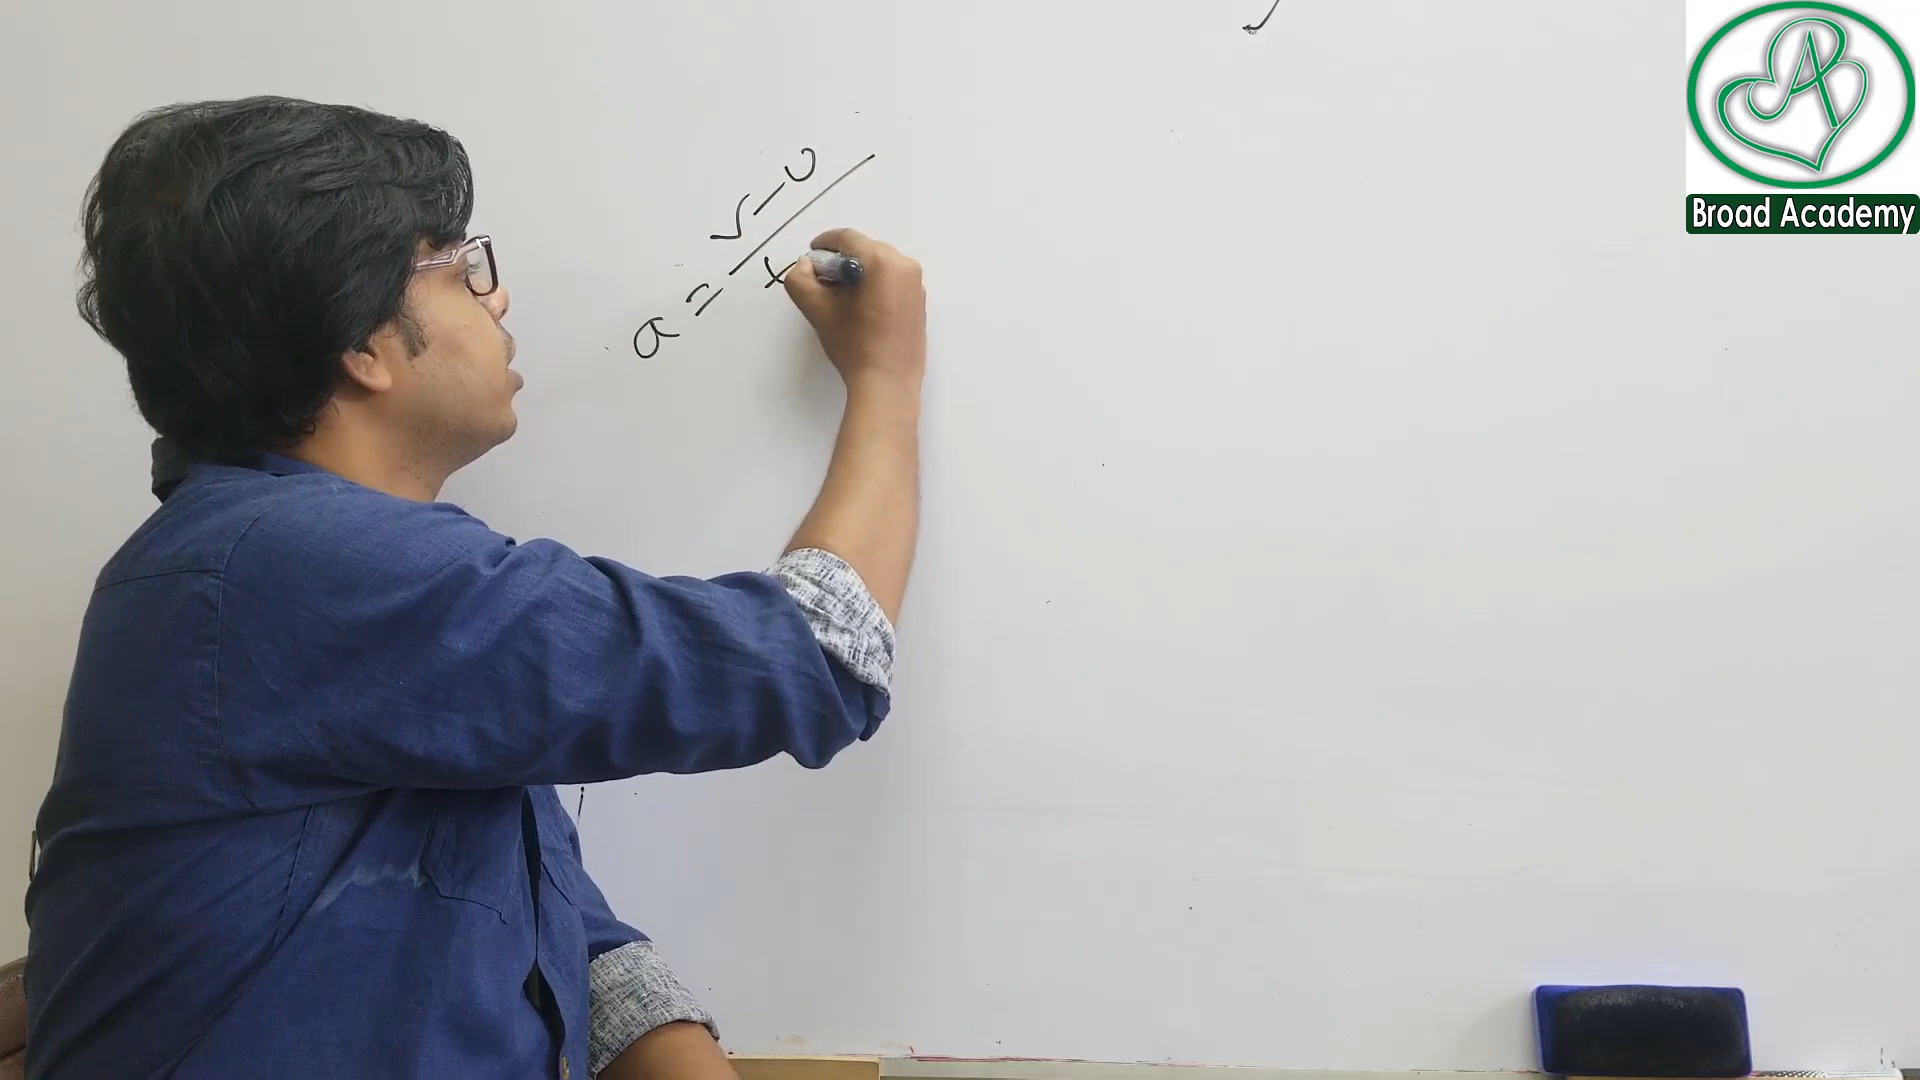 a = v - u / t
Broad Academy